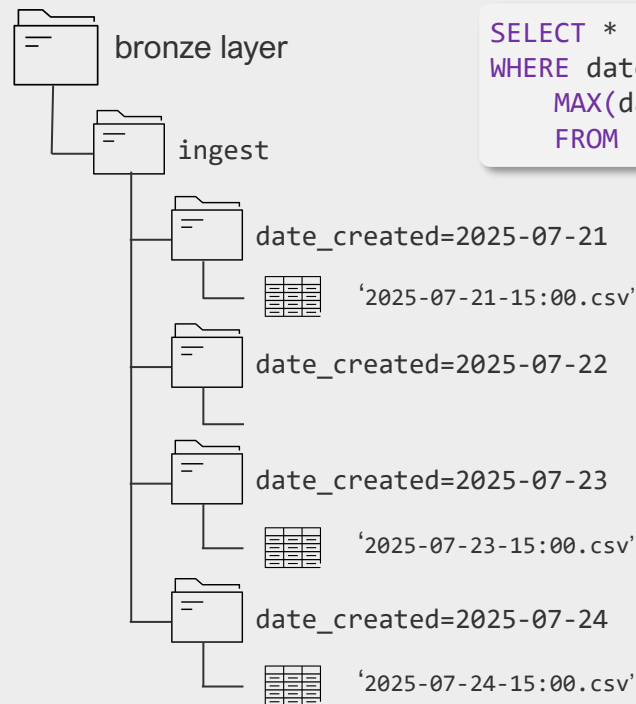 bronze layer
SELECT *
WHERE
MAX(
FROM
ingest
date_created=2025-07-21
‘2025-07-21-15:00.csv’
date_created=2025-07-22
date_created=2025-07-23
‘2025-07-23-15:00.csv’
date_created=2025-07-24
‘2025-07-24-15:00.csv’